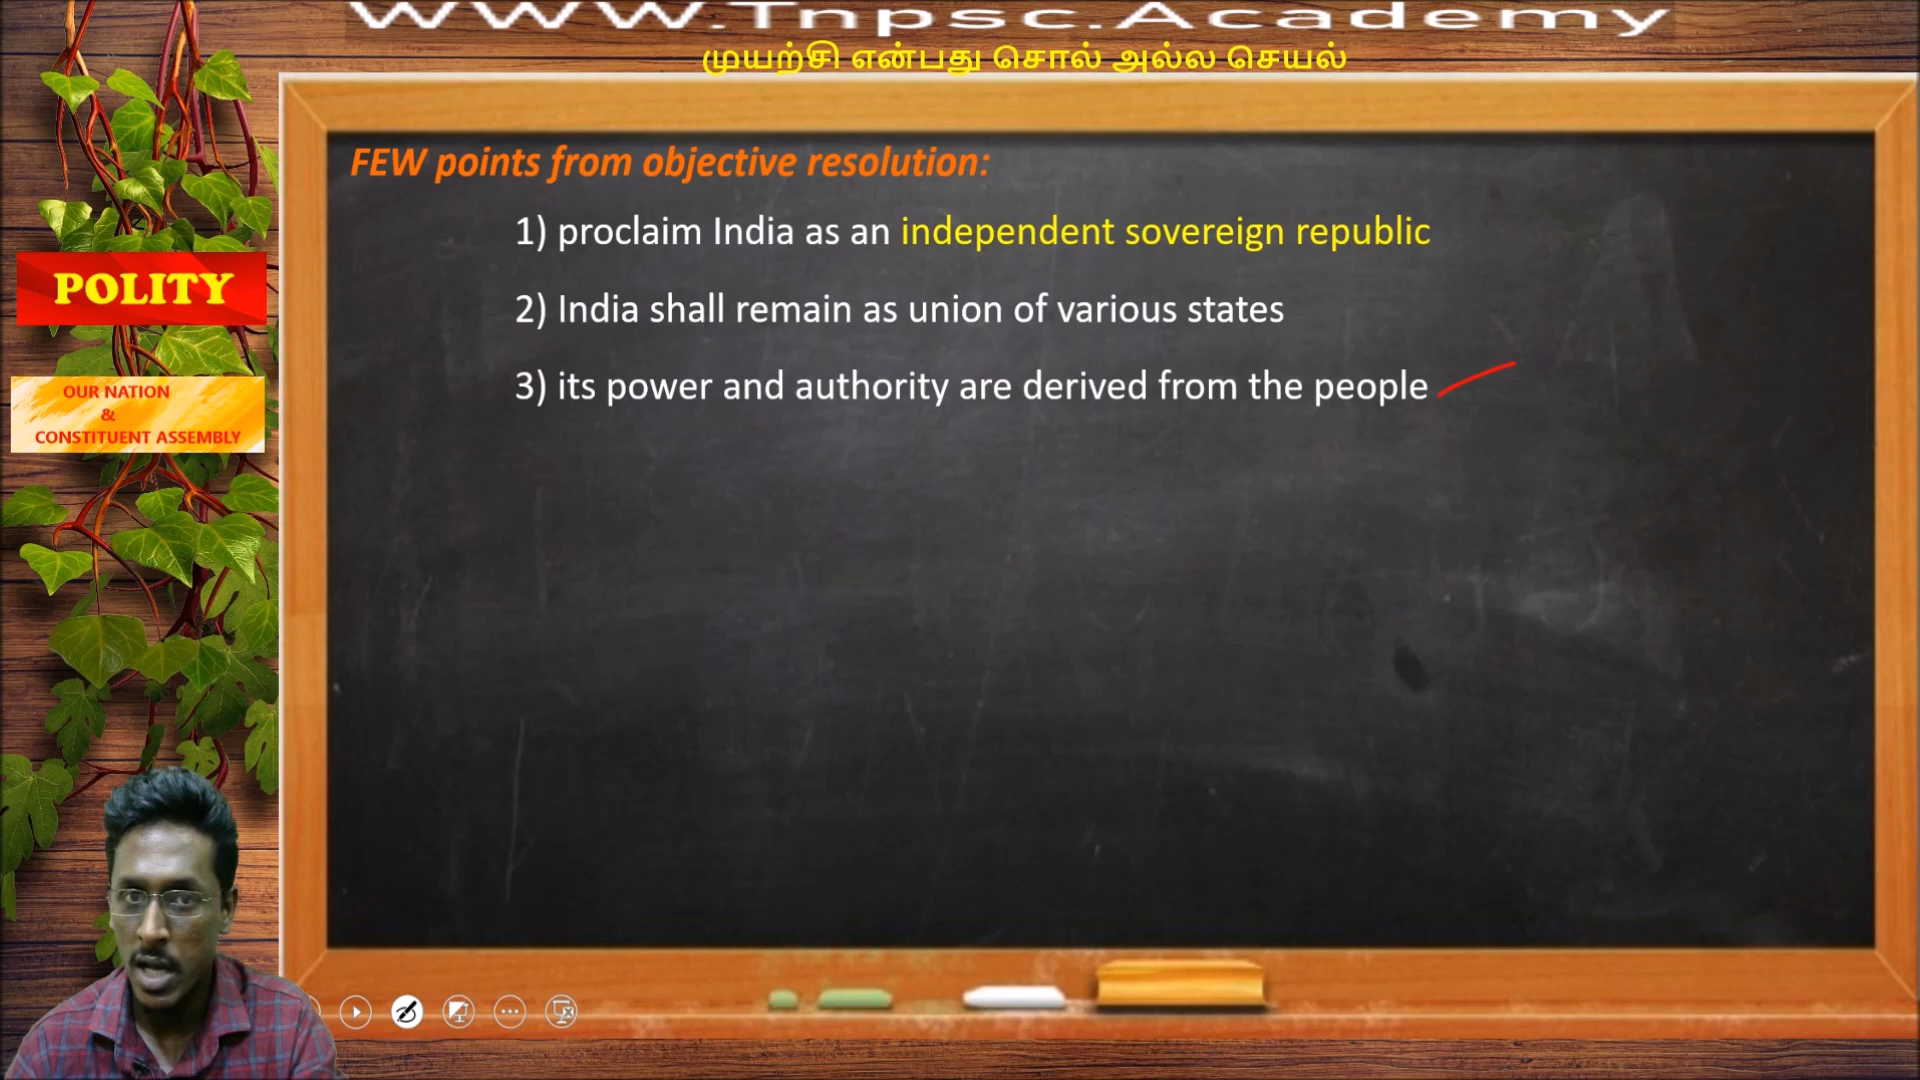 WWW.Tnpsc.Academy
முயற்சி என்பது சொல் அல்ல செயல்
FEW points from objective resolution:
1) proclaim India as an independent sovereign republic
2) India shall remain as union of various states
3) its power and authority are derived from the people
POLITY
OUR NATION
&
CONSTITUENT ASSEMBLY